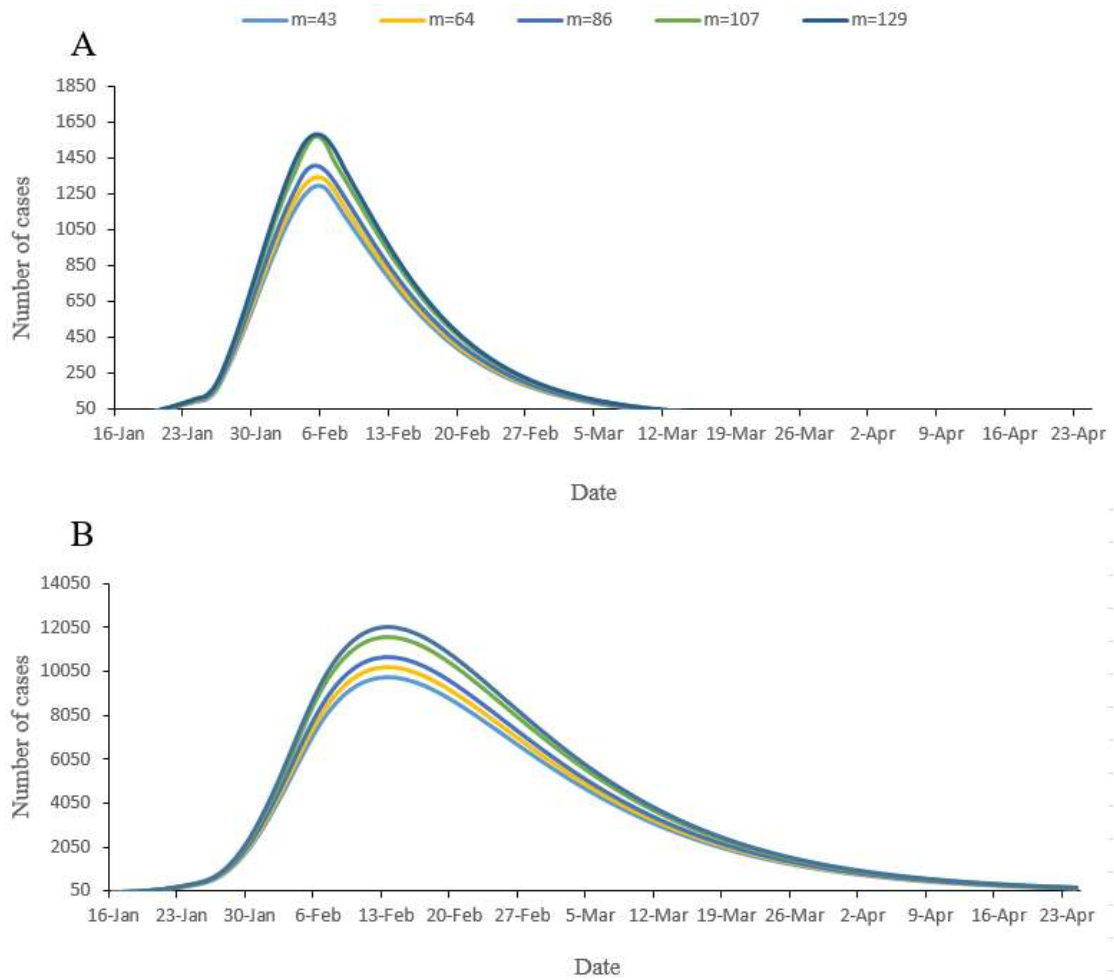 m=43 m=64 m=86 m=107 m=129
A
1850
1650
1450
1250
1050
850
650
450
250
50
Number of cases
16-Jan 23-Jan 30-Jan 6-Feb 13-Feb 20-Feb 27-Feb 5-Mar 12-Mar 19-Mar 26-Mar 2-Apr 9-Apr 16-Apr 23-Apr
Date
B
14050
12050
10050
8050
6050
4050
2050
50
Number of cases
16-Jan 23-Jan 30-Jan 6-Feb 13-Feb 20-Feb 27-Feb 5-Mar 12-Mar 19-Mar 26-Mar 2-Apr 9-Apr 16-Apr 23-Apr
Date